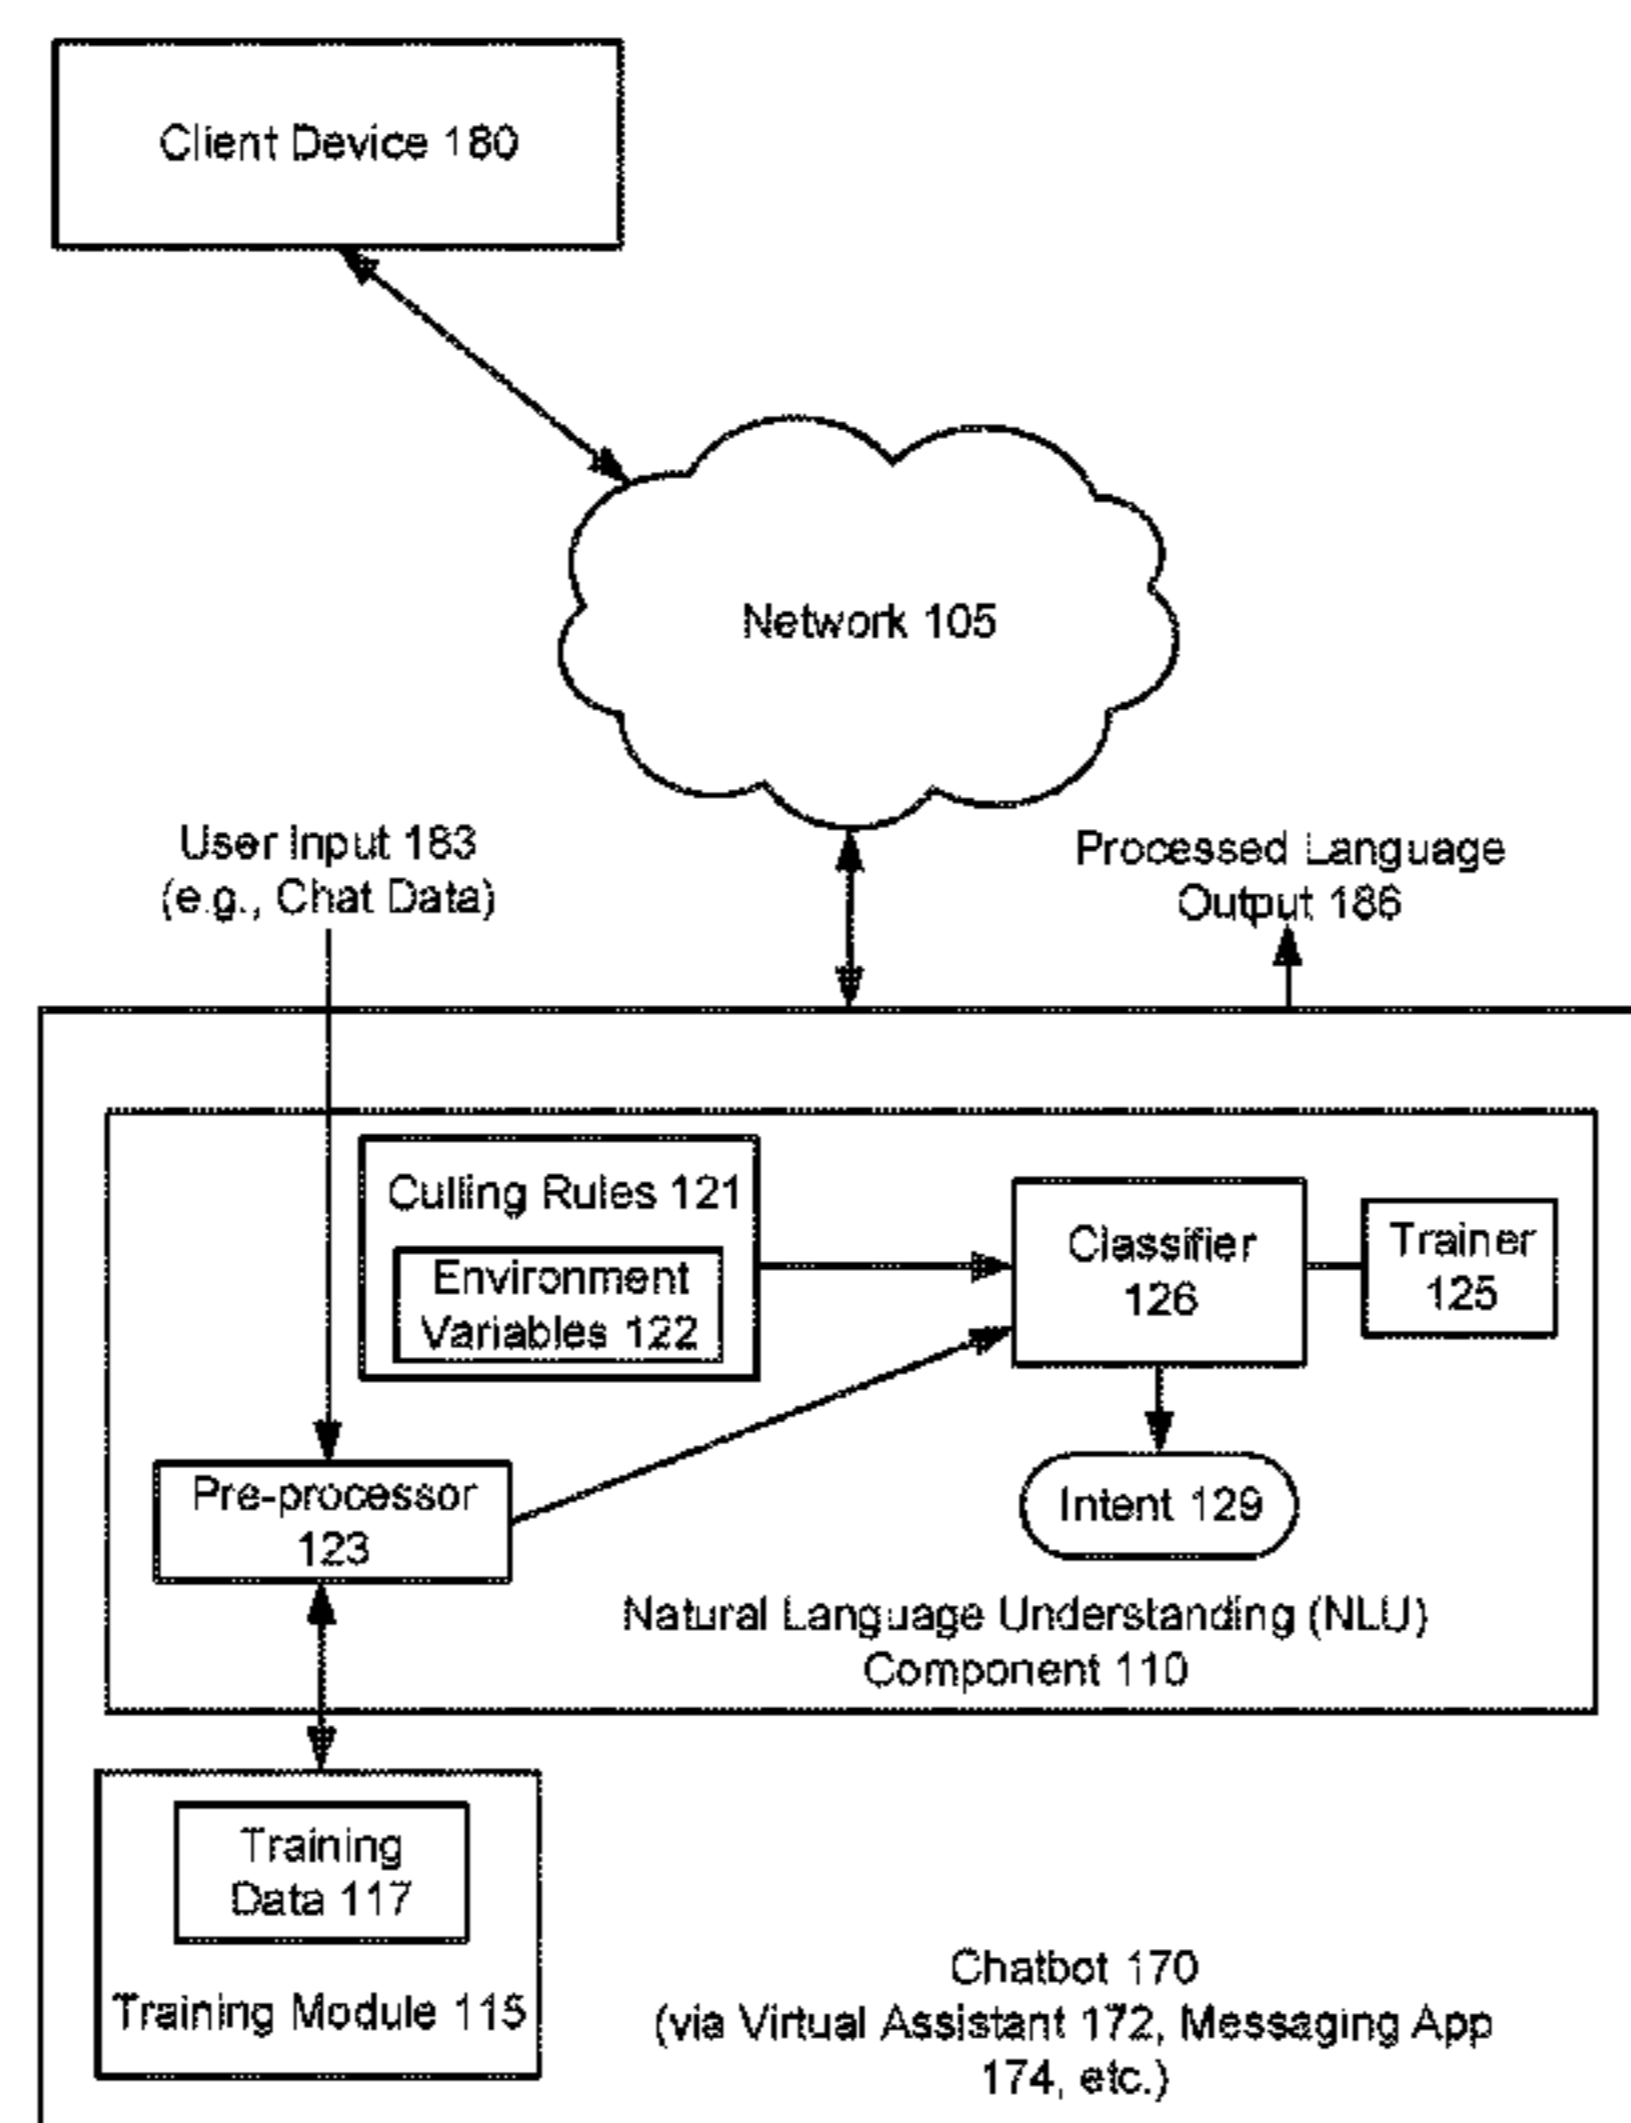 Client Device 180
Network 105
User Input 183
(e.g., Chat Data)
Processed Language
Output 186
Culling Rules 121
Environment
Variables 122
Classifier
126
Trainer
125
Pre-processor
123
Intent 129
Natural Language Understanding (NLU)
Component 110
Training
Data 117
Training Module 115
Chatbot 170
(via Virtual Assistant 172, Messaging App
174, etc.)